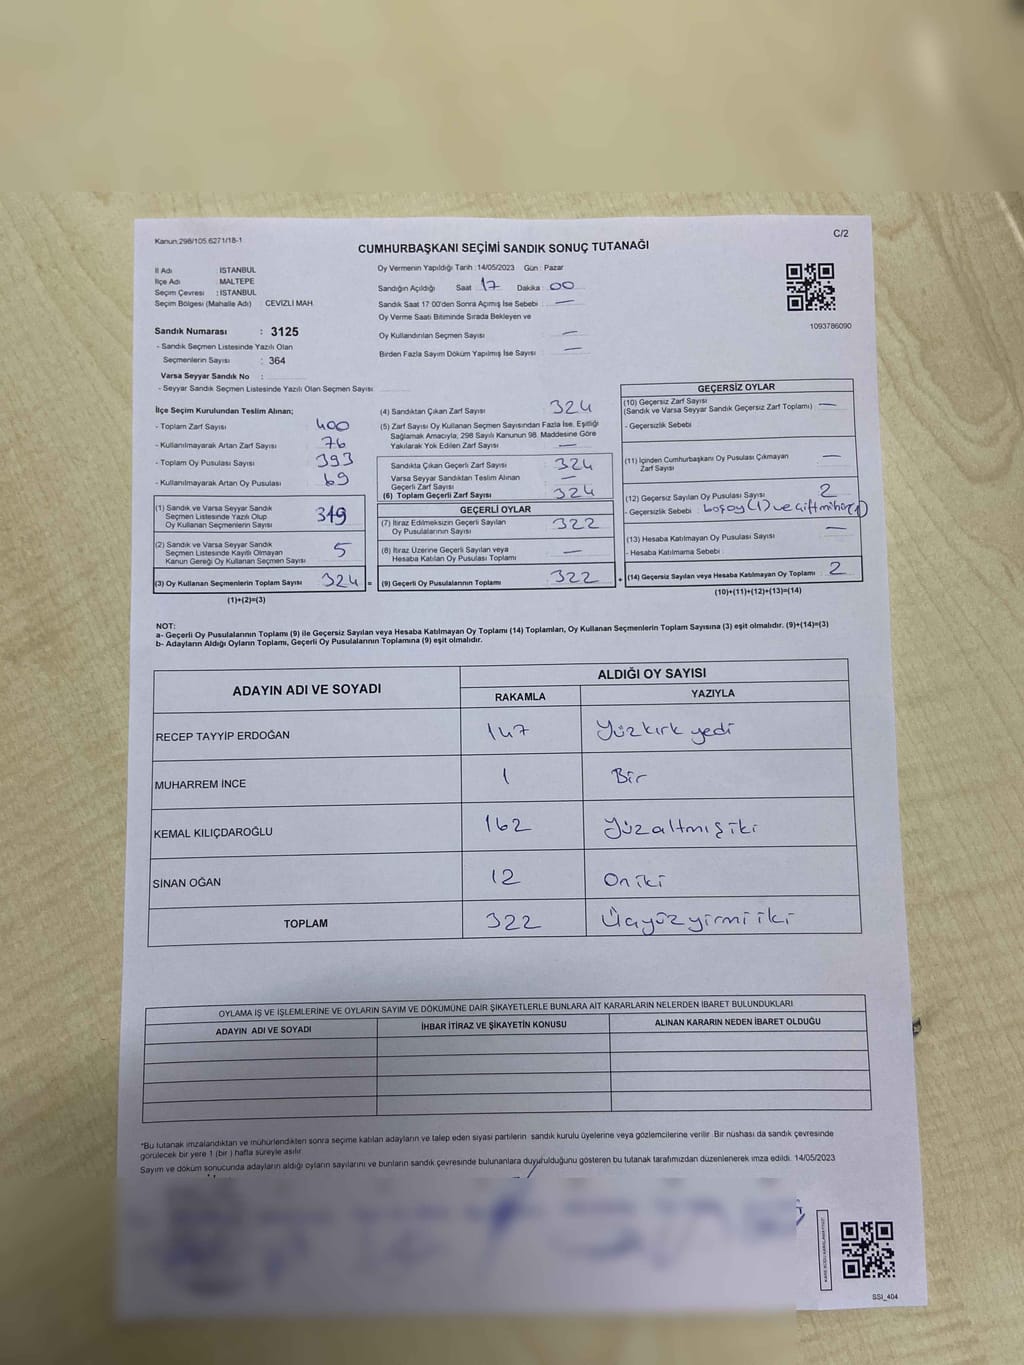 Kanun:298/105.6271/18-1
C/2
CUMHURBAŞKANI SEÇİMİ SANDIK SONUÇ TUTANAĞI
İl Adı : İSTANBUL
İlçe Adı : MALTEPE
Seçim Çevresi : İSTANBUL
Seçim Bölgesi (Mahalle Adı) CEVİZLİ MAH.
Sandık Numarası : 3125
- Sandık Seçmen Listesinde Yazılı Olan
Seçmenlerin Sayısı : 364
Varsa Seyyar Sandık No :
- Seyyar Sandık Seçmen Listesinde Yazılı Olan Seçmen Sayısı
Oy Vermenin Yapıldığı Tarih :14/05/2023 Gün : Pazar
Sandığın Açıldığı Saat 17 Dakika : 00
Sandık Saat 17:00'den Sonra Açımış İse Sebebi : —
Oy Verme Saati Bitiminde Sırada Bekleyen ve
Oy Kullandırılan Seçmen Sayısı —
Birden Fazla Sayım Döküm Yapılmış İse Sayısı —
1093786090
İlçe Seçim Kurulundan Teslim Alınan;
- Toplam Zarf Sayısı 400
- Kullanılmayarak Artan Zarf Sayısı 76
- Toplam Oy Pusulası Sayısı 393
- Kullanılmayarak Artan Oy Pusulası 69
(1) Sandık ve Varsa Seyyar Sandık
Seçmen Listesinde Yazılı Olup
Oy Kullanan Seçmenlerin Sayısı 319
(2) Sandık ve Varsa Seyyar Sandık
Seçmen Listesinde Kayıtlı Olmayan
Kanun Gereği Oy Kullanan Seçmen Sayısı 5
(3) Oy Kullanan Seçmenlerin Toplam Sayısı 324 =
(1)+(2)=(3)
(4) Sandıktan Çıkan Zarf Sayısı 324
(5) Zarf Sayısı Oy Kullanan Seçmen Sayısından Fazla İse, Eşitliği
Sağlamak Amacıyla, 298 Sayılı Kanunun 98. Maddesine Göre
Yakılarak Yok Edilen Zarf Sayısı —
Sandıkta Çıkan Geçerli Zarf Sayısı 324
Varsa Seyyar Sandıktan Teslim Alınan
Geçerli Zarf Sayısı —
(6) Toplam Geçerli Zarf Sayısı 324
GEÇERLİ OYLAR
(7) İtiraz Edilmeksizin Geçerli Sayılan
Oy Pusulalarının Sayısı 322
(8) İtiraz Üzerine Geçerli Sayılan veya
Hesaba Katılan Oy Pusulası Toplamı —
(9) Geçerli Oy Pusulalarının Toplamı 322 +
GEÇERSİZ OYLAR
(10) Geçersiz Zarf Sayısı —
(Sandık ve Varsa Seyyar Sandık Geçersiz Zarf Toplamı)
- Geçersizlik Sebebi
(11) İçinden Cumhurbaşkanı Oy Pusulası Çıkmayan
Zarf Sayısı —
(12) Geçersiz Sayılan Oy Pusulası Sayısı 2
- Geçersizlik Sebebi boş oy (1) ve çift mühür(1)
(13) Hesaba Katılmayan Oy Pusulası Sayısı —
- Hesaba Katılmama Sebebi
(14) Geçersiz Sayılan veya Hesaba Katılmayan Oy Toplamı 2
(10)+(11)+(12)+(13)=(14)
NOT:
a- Geçerli Oy Pusulalarının Toplamı (9) ile Geçersiz Sayılan veya Hesaba Katılmayan Oy Toplamı (14) Toplamları, Oy Kullanan Seçmenlerin Toplam Sayısına (3) eşit olmalıdır. (9)+(14)=(3)
b- Adayların Aldığı Oyların Toplamı, Geçerli Oy Pusulalarının Toplamına (9) eşit olmalıdır.
ADAYIN ADI VE SOYADI
ALDIĞI OY SAYISI
RAKAMLA YAZIYLA
RECEP TAYYİP ERDOĞAN 147 Yüzkırk yedi
MUHARREM İNCE 1 Bir
KEMAL KILIÇDAROĞLU 162 Yüzaltmış iki
SİNAN OĞAN 12 On iki
TOPLAM 322 Üçyüz yirmi iki
OYLAMA İŞ VE İŞLEMLERİNE VE OYLARIN SAYIM VE DÖKÜMÜNE DAİR ŞİKAYETLERLE BUNLARA AİT KARARLARIN NELERDEN İBARET BULUNDUKLARI
ADAYIN ADI VE SOYADI İHBAR İTİRAZ VE ŞİKAYETİN KONUSU ALINAN KARARIN NEDEN İBARET OLDUĞU
*Bu tutanak imzalandıktan ve mühürlendikten sonra seçime katılan adayların ve talep eden siyasi partilerin sandık kurulu üyelerine veya gözlemcilerine verilir. Bir nüshası da sandık çevresinde
görülecek bir yere 1 (bir ) hafta süreyle asılır.
Sayım ve döküm sonucunda adayların aldığı oyların sayılarını ve bunların sandık çevresinde bulunanlara duyurulduğunu gösteren bu tutanak tarafımızdan düzenlenerek imza edildi. 14/05/2023
SSI_404